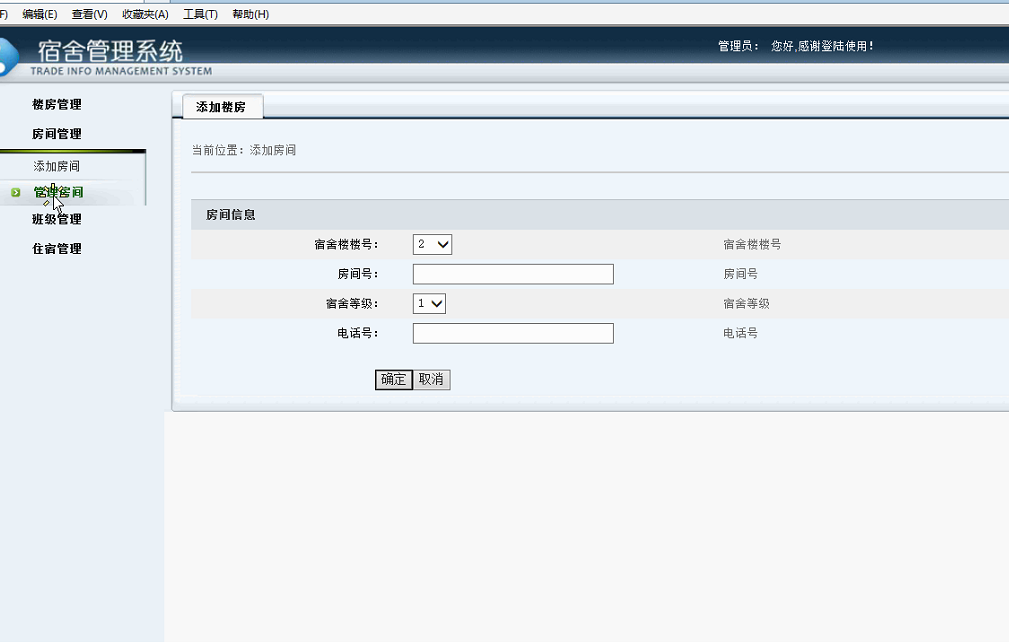 F) 编辑(E) 查看(V) 收藏夹(A) 工具(T) 帮助(H)
宿舍管理系统
TRADE INFO MANAGEMENT SYSTEM
管理员： 您好,感谢登陆使用！
楼房管理
房间管理
添加房间
管理房间
班级管理
住宿管理
添加楼房
当前位置：添加房间
房间信息
宿舍楼楼号： 2 宿舍楼楼号
房间号： 房间号
宿舍等级： 1 宿舍等级
电话号： 电话号
确定 取消